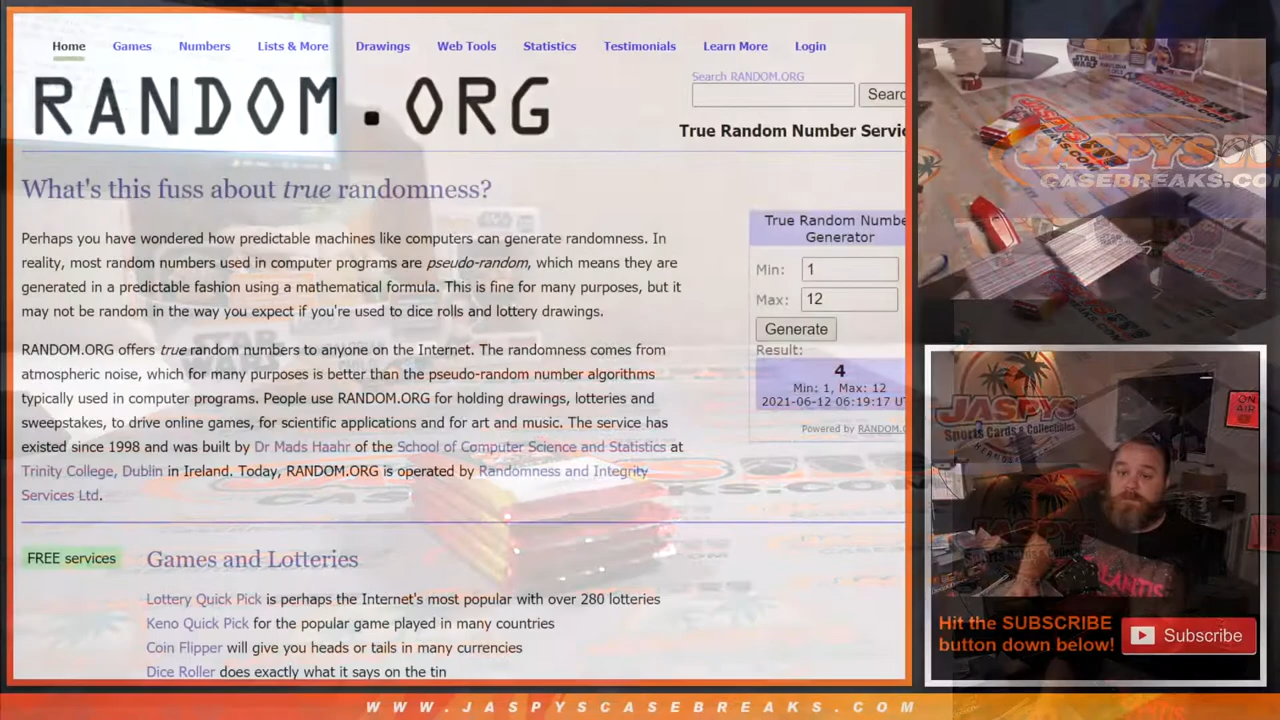 Home Games Numbers Lists & More Drawings Web Tools Statistics Testimonials Learn More Login
RANDOM.ORG
Search RANDOM.ORG
Searc
True Random Number Servic
What's this fuss about true randomness?
Perhaps you have wondered how predictable machines like computers can generate randomness. In
reality, most random numbers used in computer programs are pseudo-random, which means they are
generated in a predictable fashion using a mathematical formula. This is fine for many purposes, but it
may not be random in the way you expect if you're used to dice rolls and lottery drawings.
RANDOM.ORG offers true random numbers to anyone on the Internet. The randomness comes from
atmospheric noise, which for many purposes is better than the pseudo-random number algorithms
typically used in computer programs. People use RANDOM.ORG for holding drawings, lotteries and
sweepstakes, to drive online games, for scientific applications and for art and music. The service has
existed since 1998 and was built by Dr Mads Haahr of the School of Computer Science and Statistics at
Trinity College, Dublin in Ireland. Today, RANDOM.ORG is operated by Randomness and Integrity
Services Ltd.
True Random Numbe
Generator
Min: 1
Max: 12
Generate
Result:
4
Min: 1, Max: 12
2021-06-12 06:19:17 U
Powered by RANDOM.O
FREE services
Games and Lotteries
Lottery Quick Pick is perhaps the Internet's most popular with over 280 lotteries
Keno Quick Pick for the popular game played in many countries
Coin Flipper will give you heads or tails in many currencies
Dice Roller does exactly what it says on the tin
STAR
WARS
JASPYS
CASEBREAKS.CO
JASPYS
Sports Cards & Collectibles
ON
AIR
Hit the SUBSCRIBE
button down below!
Subscribe
WWW.JASPYSCASEBREAKS.COM